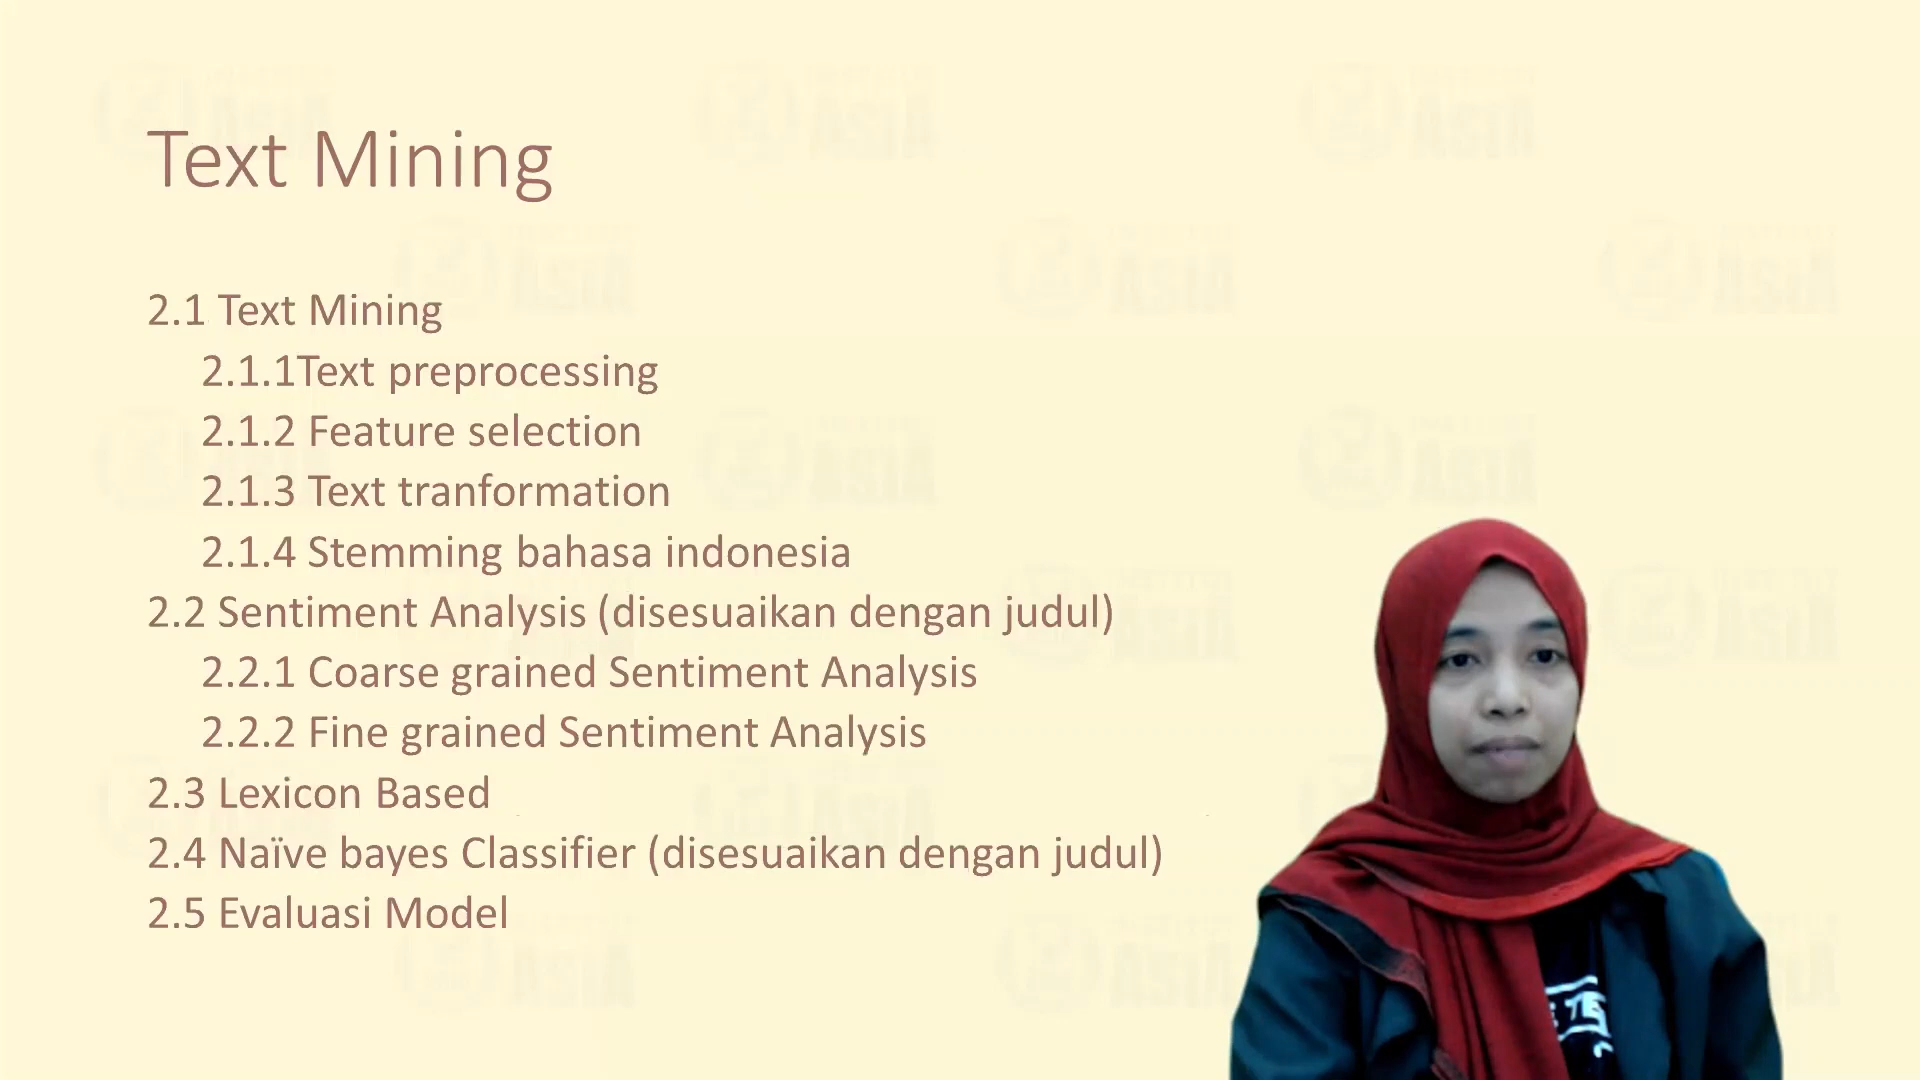 Text Mining
2.1 Text Mining
2.1.1Text preprocessing
2.1.2 Feature selection
2.1.3 Text tranformation
2.1.4 Stemming bahasa indonesia
2.2 Sentiment Analysis (disesuaikan dengan judul)
2.2.1 Coarse grained Sentiment Analysis
2.2.2 Fine grained Sentiment Analysis
2.3 Lexicon Based
2.4 Naïve bayes Classifier (disesuaikan dengan judul)
2.5 Evaluasi Model